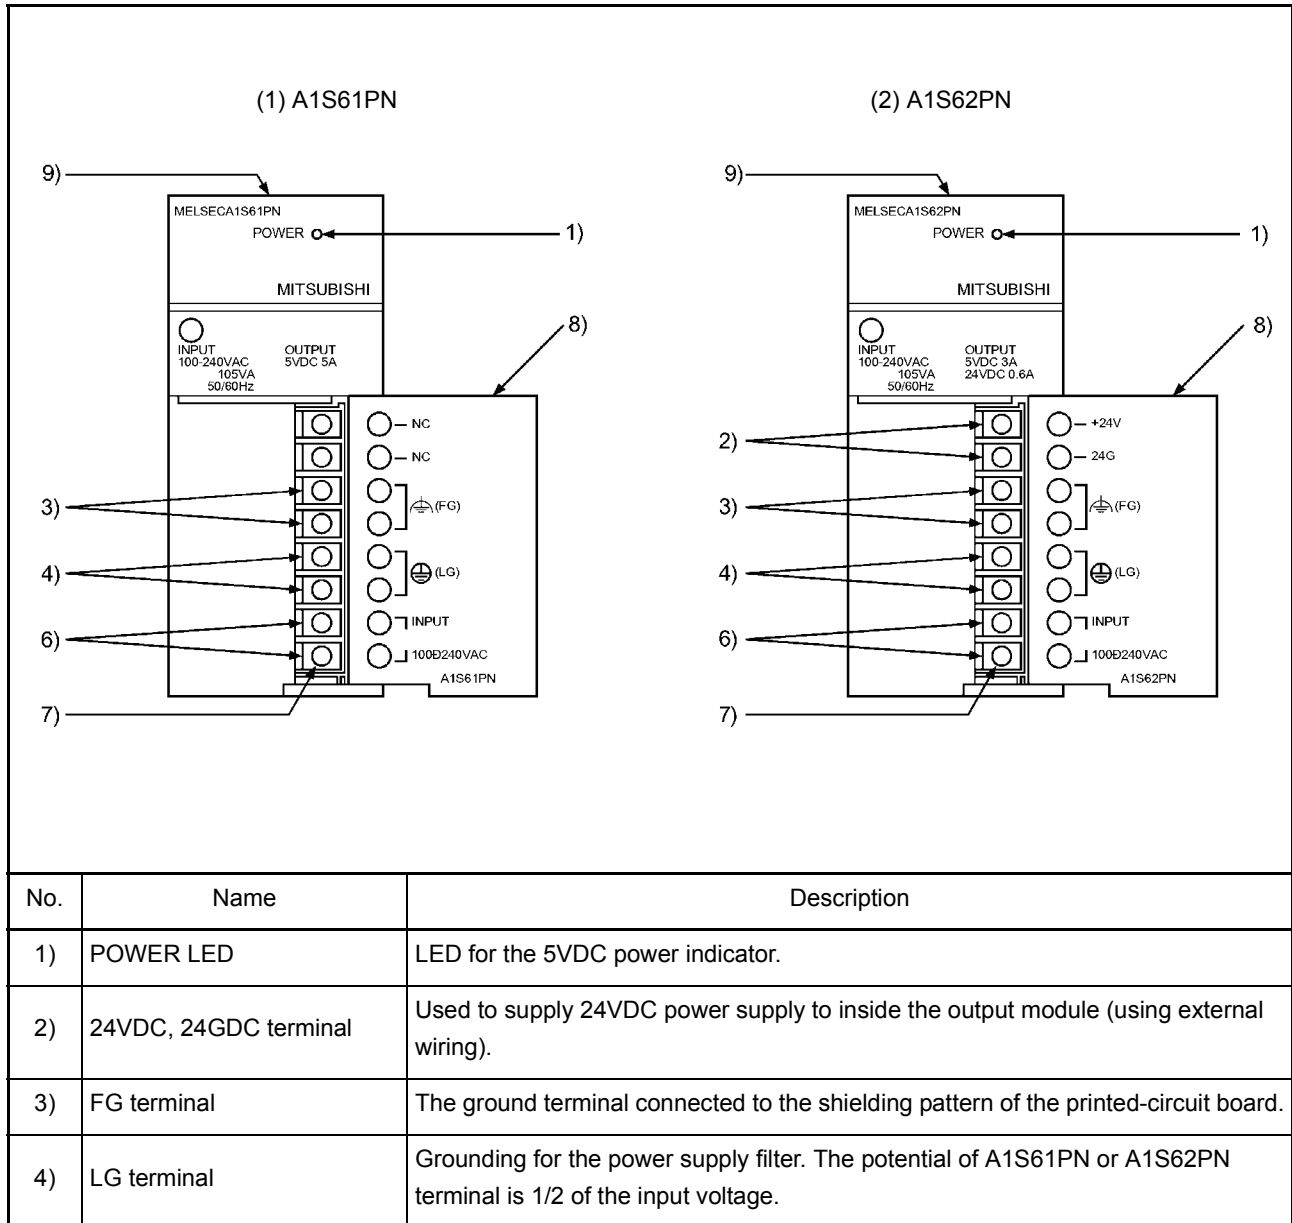 (1) A1S61PN
(2) A1S62PN
9)
MELSECA1S61PN
POWER
1)
MITSUBISHI
INPUT
100-240VAC
105VA
50/60Hz
OUTPUT
5VDC 5A
8)
NC
NC
3)
(FG)
4)
(LG)
6)
INPUT
100Ð240VAC
A1S61PN
7)
9)
MELSECA1S62PN
POWER
1)
MITSUBISHI
INPUT
100-240VAC
105VA
50/60Hz
OUTPUT
5VDC 3A
24VDC 0.6A
8)
2)
+24V
24G
3)
(FG)
4)
(LG)
6)
INPUT
100Ð240VAC
A1S62PN
7)
No.
Name
Description
1)
POWER LED
LED for the 5VDC power indicator.
2)
24VDC, 24GDC terminal
Used to supply 24VDC power supply to inside the output module (using external
wiring).
3)
FG terminal
The ground terminal connected to the shielding pattern of the printed-circuit board.
4)
LG terminal
Grounding for the power supply filter. The potential of A1S61PN or A1S62PN
terminal is 1/2 of the input voltage.